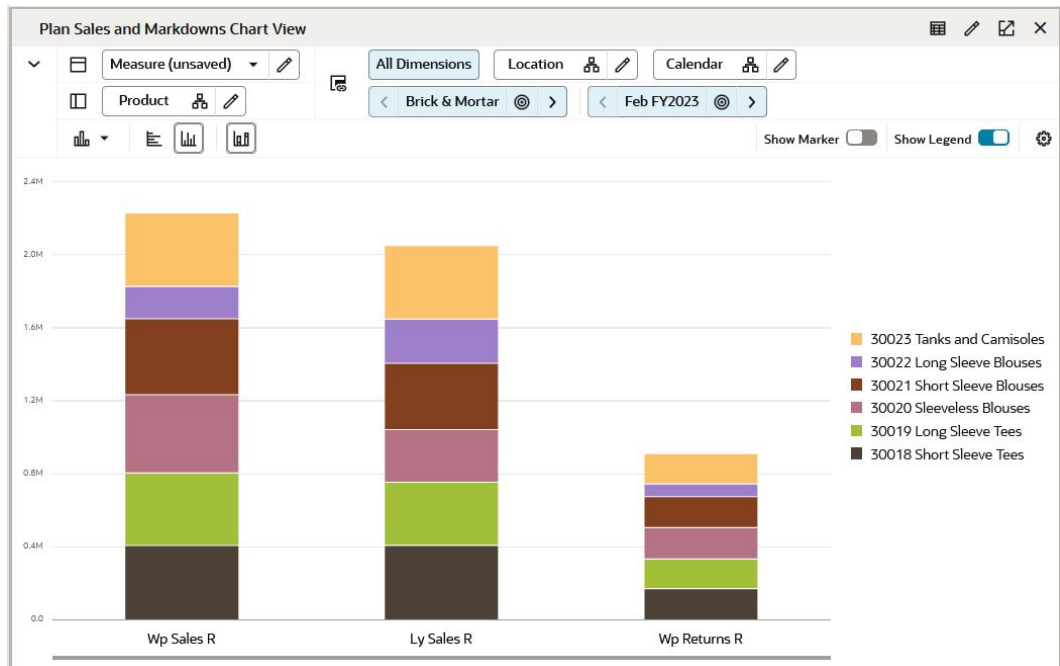 Plan Sales and Markdowns Chart View
Measure (unsaved)
All Dimensions
Location
Calendar
Product
Brick & Mortar
Feb FY2023
Show Marker
Show Legend
2.4M
2.0M
1.6M
1.2M
0.8M
0.4M
0.0
30023 Tanks and Camisoles
30022 Long Sleeve Blouses
30021 Short Sleeve Blouses
30020 Sleeveless Blouses
30019 Long Sleeve Tees
30018 Short Sleeve Tees
Wp Sales R
Ly Sales R
Wp Returns R